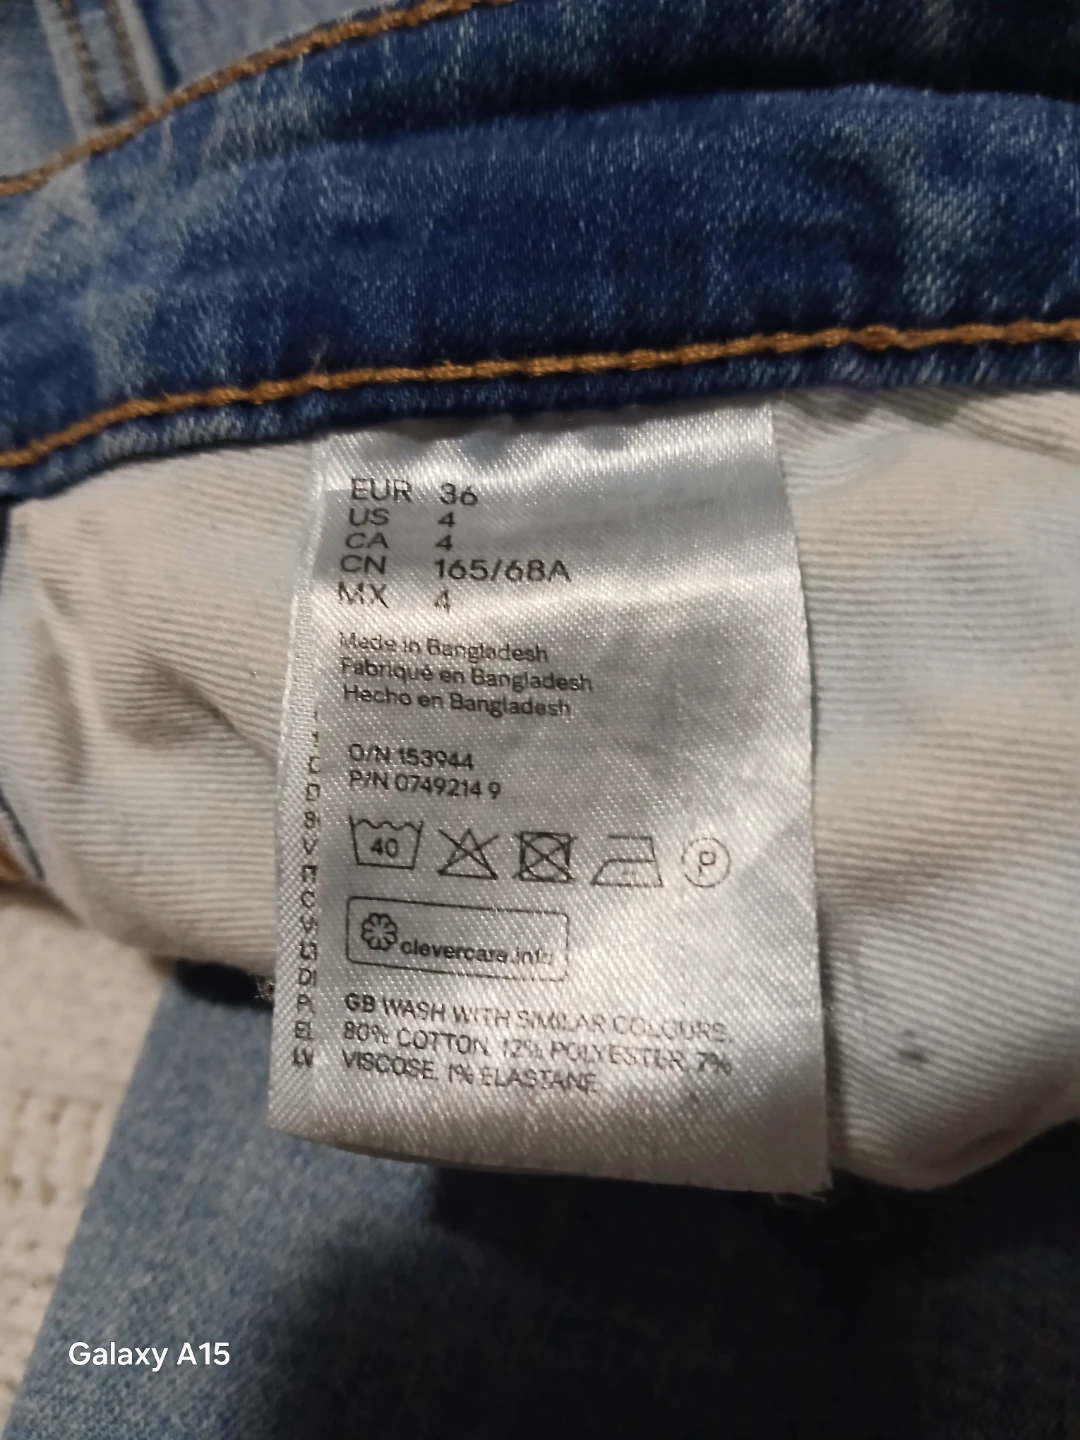 EUR 36
US 4
CA 4
CN 165/68A
MX 4
Made in Bangladesh
Fabriqué en Bangladesh
Hecho en Bangladesh
O/N 153944
P/N 0749214 9
40
P
clevercare.info
GB WASH WITH SIMILAR COLOURS.
80% COTTON, 12% POLYESTER, 7%
VISCOSE, 1% ELASTANE
Galaxy A15